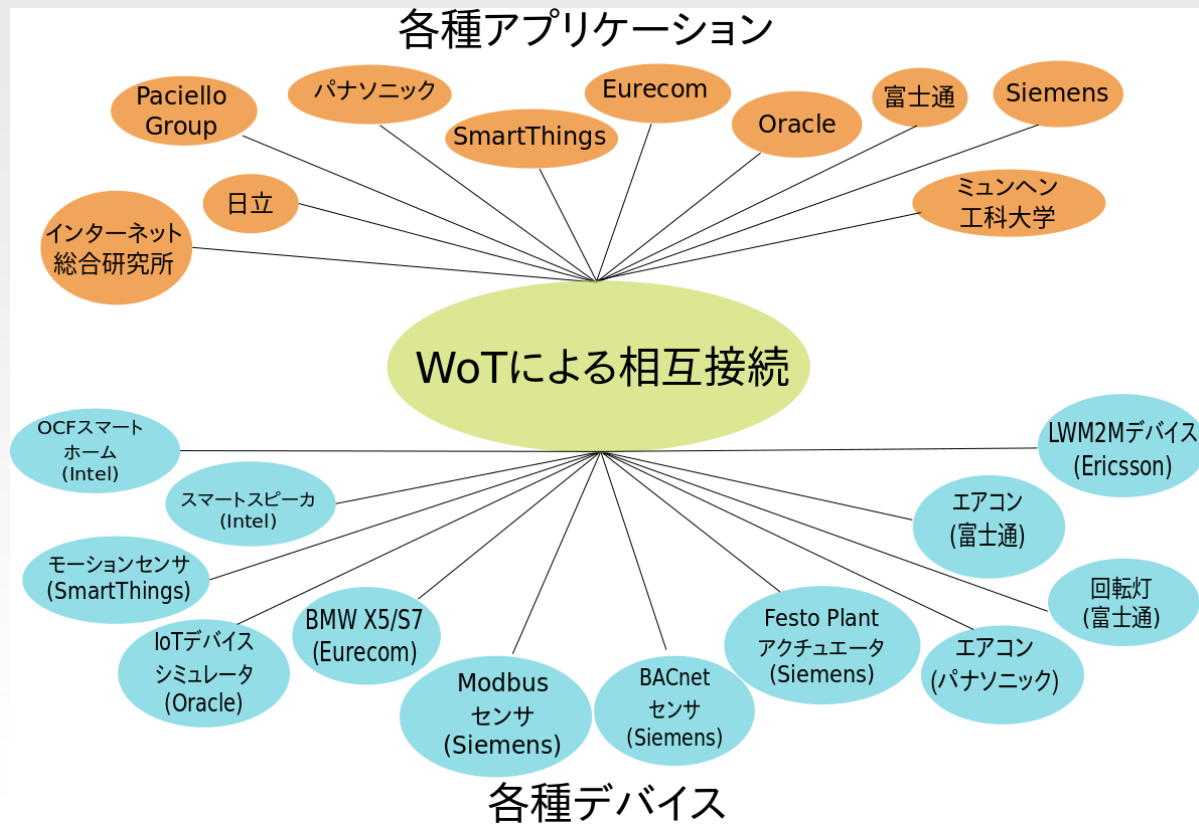 各種アプリケーション
Paciello
Group
パナソニック
SmartThings
Eurecom
Oracle
富士通
Siemens
インターネット
総合研究所
日立
ミュンヘン
工科大学
WoTによる相互接続
OCFスマート
ホーム
(Intel)
スマートスピーカ
(Intel)
モーションセンサ
(SmartThings)
IoTデバイス
シミュレータ
(Oracle)
BMW X5/S7
(Eurecom)
Modbus
センサ
(Siemens)
BACnet
センサ
(Siemens)
Festo Plant
アクチュエータ
(Siemens)
エアコン
(パナソニック)
回転灯
(富士通)
エアコン
(富士通)
LWM2Mデバイス
(Ericsson)
各種デバイス